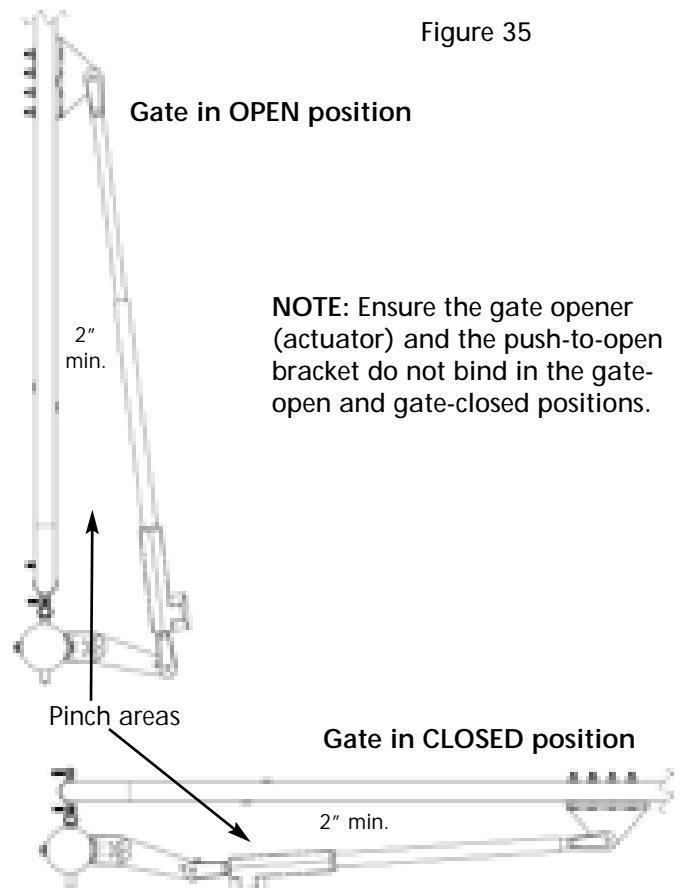 Figure 35
Gate in OPEN position
NOTE: Ensure the gate opener
(actuator) and the push-to-open
bracket do not bind in the gate-
open and gate-closed positions.
2"
min.
Pinch areas
Gate in CLOSED position
2" min.